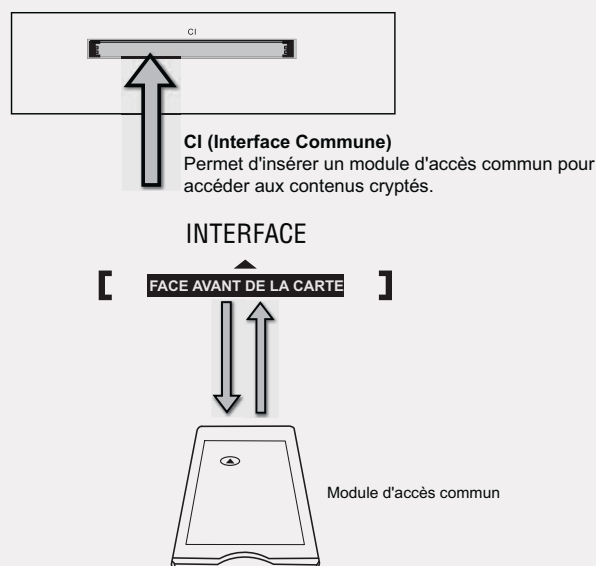 CI
CI (Interface Commune)
Permet d'insérer un module d'accès commun pour
accéder aux contenus cryptés.
INTERFACE
FACE AVANT DE LA CARTE
Module d'accès commun